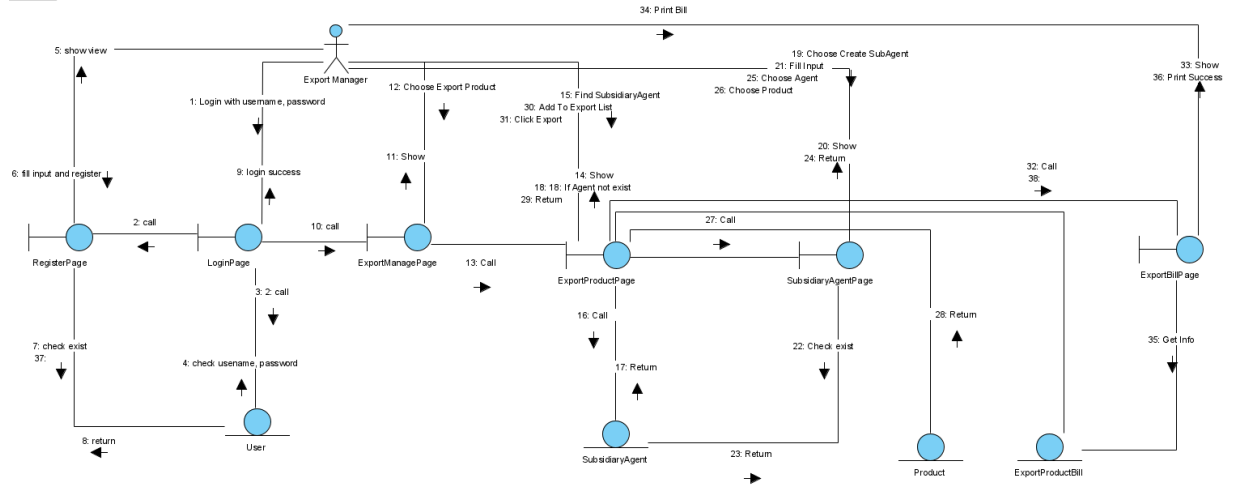 34: Print Bill
5: show view
Export Manager
19: Choose Create SubAgent
21: Fill Input
25: Choose Agent
26: Choose Product
33: Show
36: Print Success
12: Choose Export Product
15: Find SubsidiaryAgent
30: Add To Export List
31: Click Export
1: Login with username, password
11: Show
20: Show
24: Return
6: fill input and register
9: login success
14: Show
18: 18: If Agent not exist
29: Return
32: Call
38:
2: call
10: call
27: Call
RegisterPage
LoginPage
ExportManagePage
13: Call
ExportProductPage
SubsidiaryAgentPage
ExportBillPage
3: 2: call
16: Call
28: Return
7: check exist
37:
22: Check exist
35: Get Info
4: check username, password
17: Return
8: return
User
SubsidiaryAgent
23: Return
Product
ExportProductBill